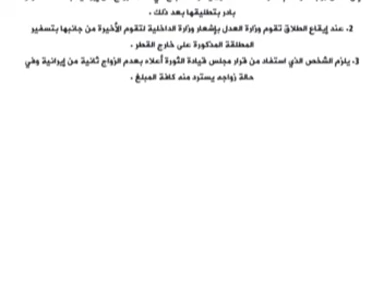 بادر بتطليقها بعد ذلك .
2. عند إيقاع الطلاق تقوم وزارة العدل بإشعار وزارة الداخلية لتقوم الأخيرة من جانبها بتسفير
المطلقة المذكورة على خارج القطر .
3. يلزم الشخص الذي استفاد من قرار مجلس قيادة الثورة أعلاه بعدم الزواج ثانية من إيرانية وفي
حالة زواجه يسترد منه كافة المبلغ .